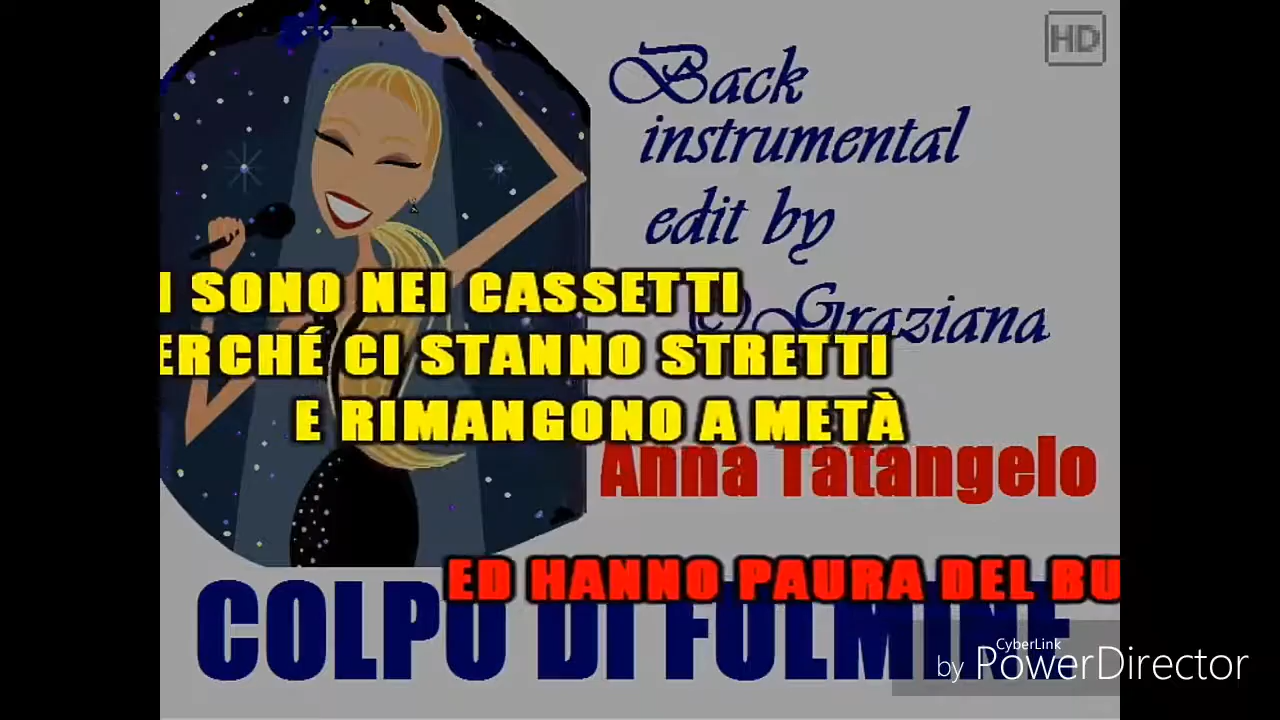 HD
Back
instrumental
edit by
©Graziana
I SONO NEI CASSETTI
ERCHÉ CI STANNO STRETTI
E RIMANGONO A METÀ
Anna Tatangelo
ED HANNO PAURA DEL BU
COLPO DI FULMINE
CyberLink
by PowerDirector